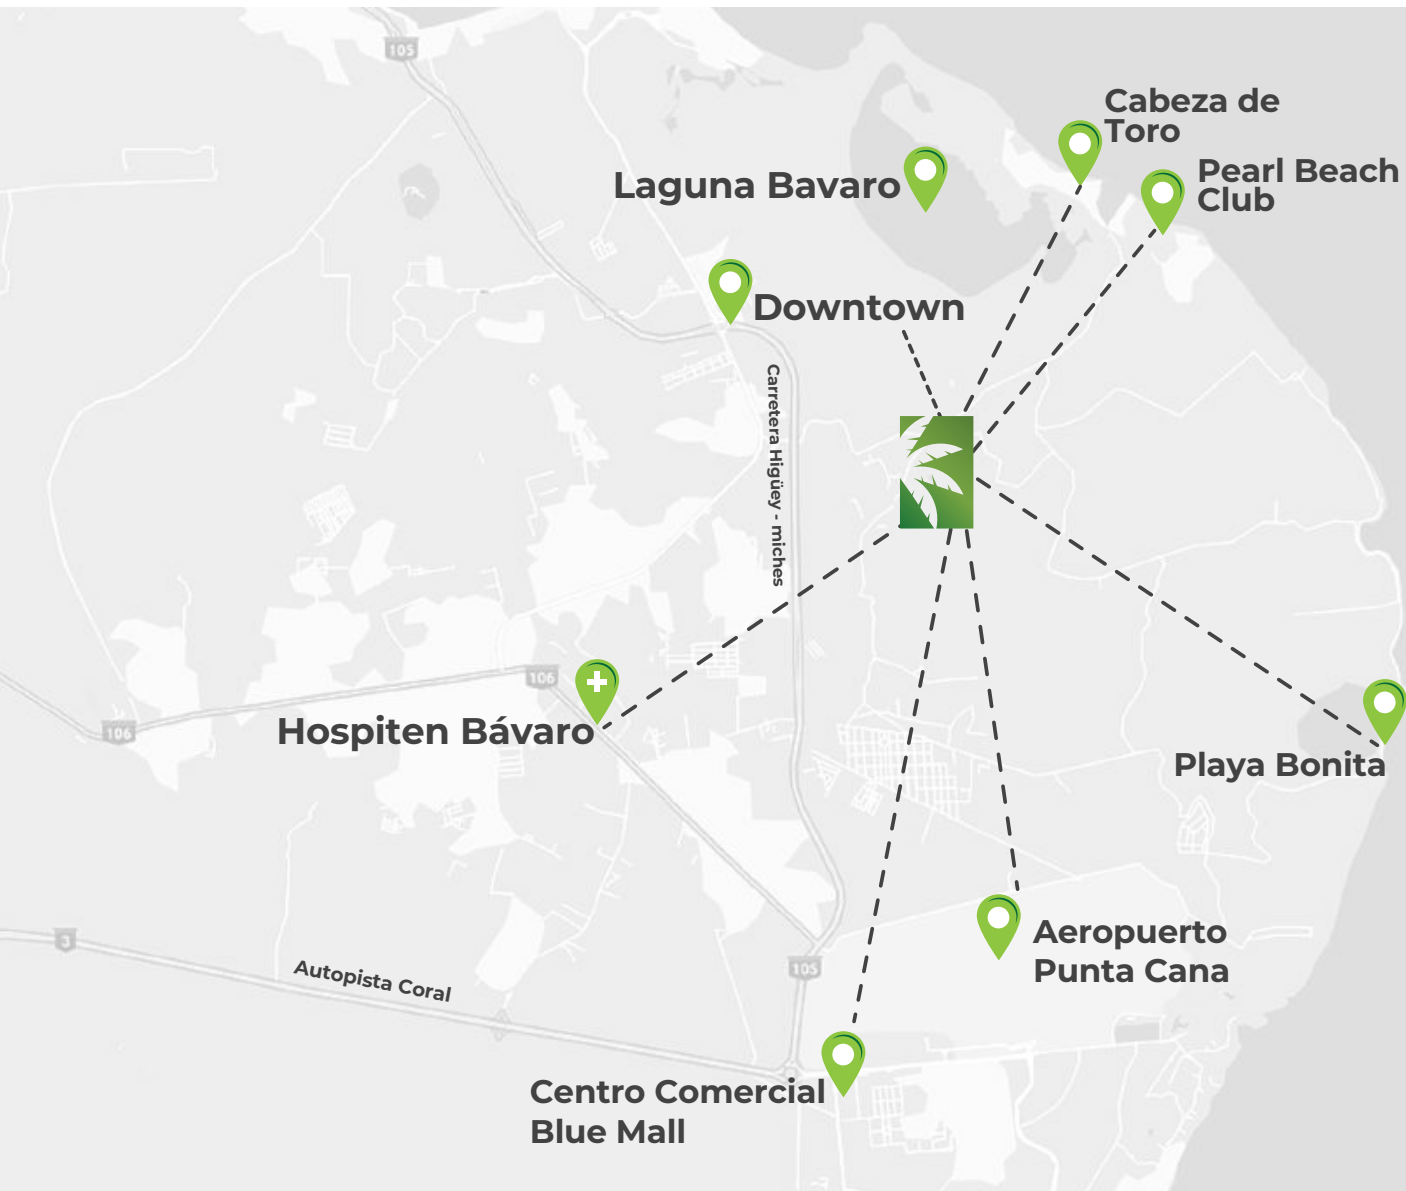 105
Cabeza de
Toro
Pearl Beach
Club
Laguna Bavaro
Downtown
Carretera Higüey - miches
106
Hospiten Bávaro
106
Playa Bonita
3
Autopista Coral
Aeropuerto
Punta Cana
105
Centro Comercial
Blue Mall